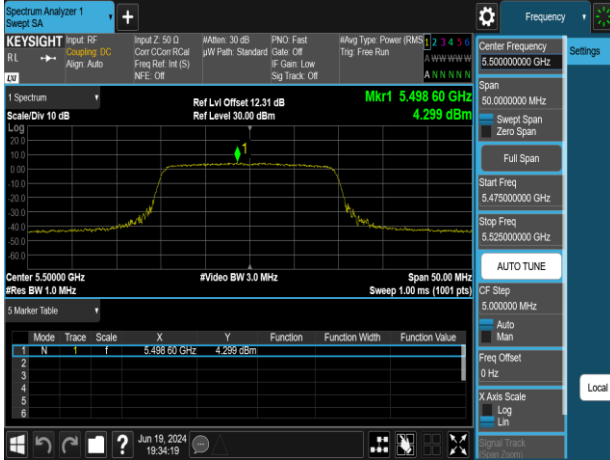 Spectrum Analyzer 1
Swept SA
+
Frequency
KEYSIGHT
RL
LXI
Input: RF
Coupling: DC
Align: Auto
Input Z: 50 Ω
Corr CCorr RCal
Freq Ref: Int (S)
NFE: Off
#Atten: 30 dB
µW Path: Standard
PNO: Fast
Gate: Off
IF Gain: Low
Sig Track: Off
#Avg Type: Power (RMS
Trig: Free Run
1 2 3 4 5 6
A W W W W W
A N N N N N
1 Spectrum
Scale/Div 10 dB
Log
Ref Lvl Offset 12.31 dB
Ref Level 30.00 dBm
Mkr1 5.498 60 GHz
4.299 dBm
20.0
10.0
0.00
-10.0
-20.0
-30.0
-40.0
-50.0
-60.0
1
Center 5.50000 GHz
#Res BW 1.0 MHz
#Video BW 3.0 MHz
Span 50.00 MHz
Sweep 1.00 ms (1001 pts)
5 Marker Table
Mode Trace Scale X Y Function Function Width Function Value
1 N 1 f 5.498 60 GHz 4.299 dBm
2
3
4
5
6
Jun 19, 2024
19:34:19
?
Center Frequency
5.500000000 GHz
Settings
Span
50.0000000 MHz
Swept Span
Zero Span
Full Span
Start Freq
5.475000000 GHz
Stop Freq
5.525000000 GHz
AUTO TUNE
CF Step
5.000000 MHz
Auto
Man
Freq Offset
0 Hz
X Axis Scale
Log
Lin
Local
Signal Track
(Span Zoom)